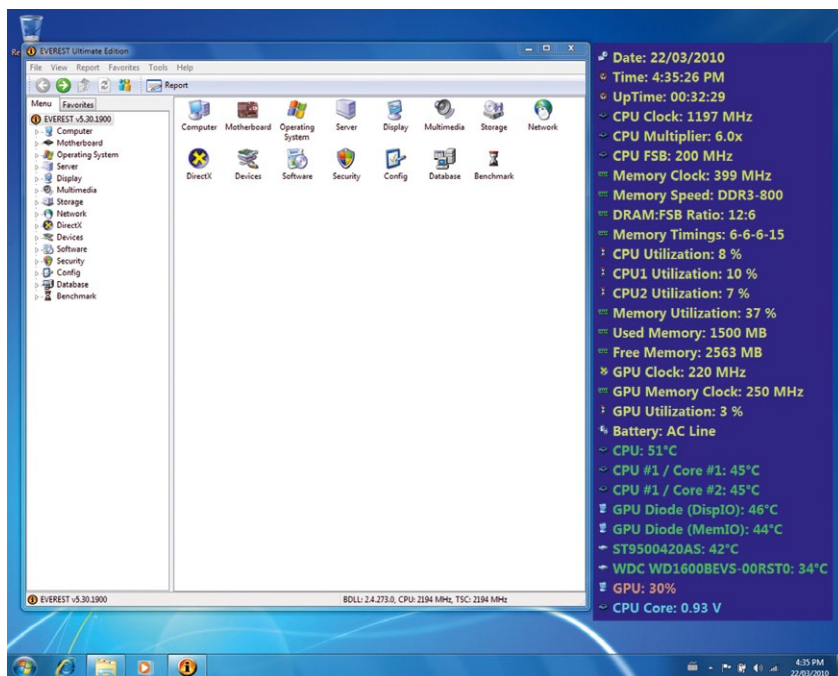 Re
EVEREST Ultimate Edition
File View Report Favorites Tools Help
Report
Menu Favorites
EVEREST v5.30.1900
Computer
Motherboard
Operating System
Server
Display
Multimedia
Storage
Network
DirectX
Devices
Software
Security
Config
Database
Benchmark
Computer Motherboard Operating System Server Display Multimedia Storage Network
DirectX Devices Software Security Config Database Benchmark
EVEREST v5.30.1900
BDLL: 2.4.273.0, CPU: 2194 MHz, TSC: 2194 MHz
Date: 22/03/2010
Time: 4:35:26 PM
UpTime: 00:32:29
CPU Clock: 1197 MHz
CPU Multiplier: 6.0x
CPU FSB: 200 MHz
Memory Clock: 399 MHz
Memory Speed: DDR3-800
DRAM:FSB Ratio: 12:6
Memory Timings: 6-6-6-15
CPU Utilization: 8 %
CPU1 Utilization: 10 %
CPU2 Utilization: 7 %
Memory Utilization: 37 %
Used Memory: 1500 MB
Free Memory: 2563 MB
GPU Clock: 220 MHz
GPU Memory Clock: 250 MHz
GPU Utilization: 3 %
Battery: AC Line
CPU: 51°C
CPU #1 / Core #1: 45°C
CPU #1 / Core #2: 45°C
GPU Diode (DispIO): 46°C
GPU Diode (MemIO): 44°C
ST9500420AS: 42°C
WDC WD1600BEVS-00RST0: 34°C
GPU: 30%
CPU Core: 0.93 V
4:35 PM
22/03/2010